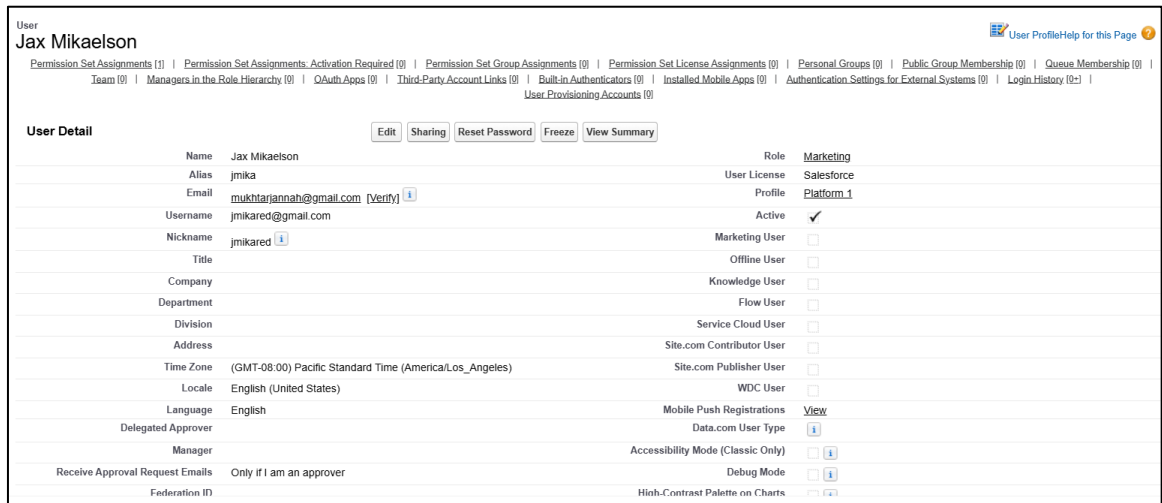 User
Jax Mikaelson
User Profile Help for this Page
Permission Set Assignments [1] | Permission Set Assignments: Activation Required [0] | Permission Set Group Assignments [0] | Permission Set License Assignments [0] | Personal Groups [0] | Public Group Membership [0] | Queue Membership [0] |
Team [0] | Managers in the Role Hierarchy [0] | OAuth Apps [0] | Third-Party Account Links [0] | Built-in Authenticators [0] | Installed Mobile Apps [0] | Authentication Settings for External Systems [0] | Login History [0+] |
User Provisioning Accounts [0]
User Detail Edit Sharing Reset Password Freeze View Summary
Name Jax Mikaelson Role Marketing
Alias jmika User License Salesforce
Email mukhtarjannah@gmail.com [Verify] Profile Platform 1
Username jmikared@gmail.com Active
Nickname jmikared Marketing User
Title Offline User
Company Knowledge User
Department Flow User
Division Service Cloud User
Address Site.com Contributor User
Time Zone (GMT-08:00) Pacific Standard Time (America/Los_Angeles) Site.com Publisher User
Locale English (United States) WDC User
Language English Mobile Push Registrations View
Delegated Approver Data.com User Type
Manager Accessibility Mode (Classic Only)
Receive Approval Request Emails Only if I am an approver Debug Mode
Federation ID High-Contrast Palette on Charts